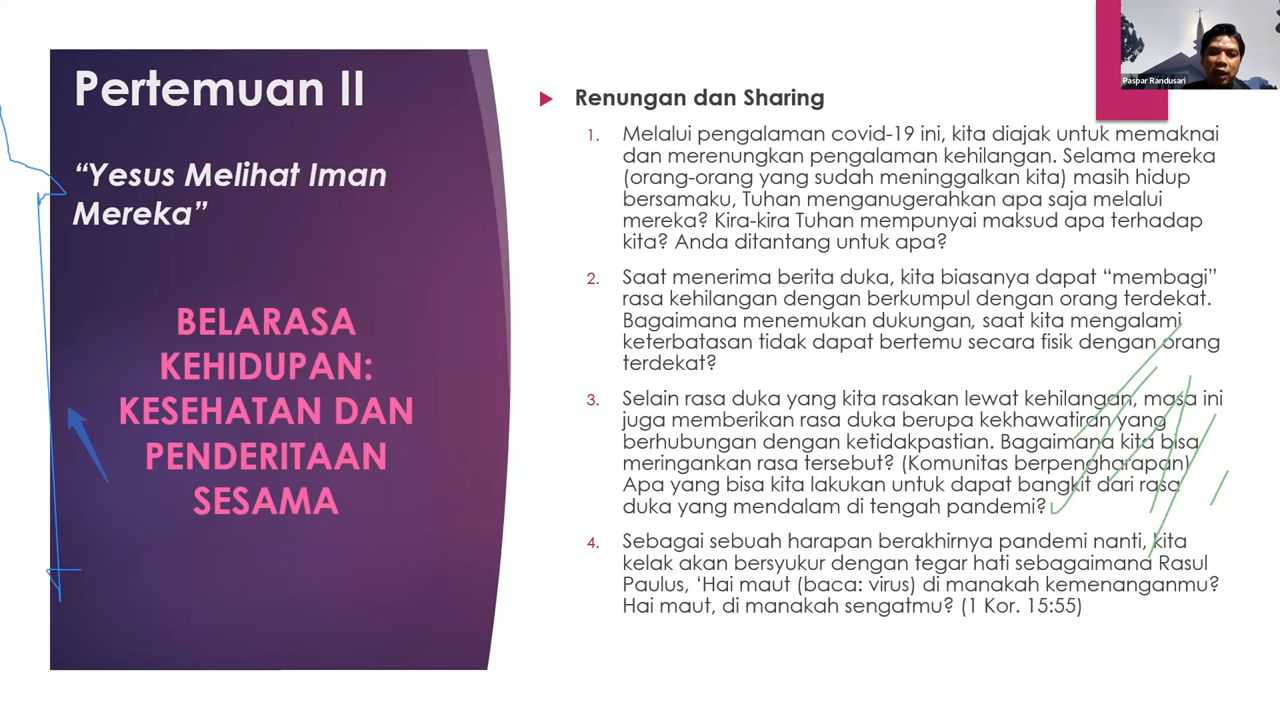 Pertemuan II
“Yesus Melihat Iman
Mereka”
BELARASA
KEHIDUPAN:
KESEHATAN DAN
PENDERITAAN
SESAMA
Renungan dan Sharing
1. Melalui pengalaman covid-19 ini, kita diajak untuk memaknai
dan merenungkan pengalaman kehilangan. Selama mereka
(orang-orang yang sudah meninggalkan kita) masih hidup
bersamaku, Tuhan menganugerahkan apa saja melalui
mereka? Kira-kira Tuhan mempunyai maksud apa terhadap
kita? Anda ditantang untuk apa?
2. Saat menerima berita duka, kita biasanya dapat “membagi”
rasa kehilangan dengan berkumpul dengan orang terdekat.
Bagaimana menemukan dukungan, saat kita mengalami
keterbatasan tidak dapat bertemu secara fisik dengan orang
terdekat?
3. Selain rasa duka yang kita rasakan lewat kehilangan, masa ini
juga memberikan rasa duka berupa kekhawatiran yang
berhubungan dengan ketidakpastian. Bagaimana kita bisa
meringankan rasa tersebut? (Komunitas berpengharapan)
Apa yang bisa kita lakukan untuk dapat bangkit dari rasa
duka yang mendalam di tengah pandemi?
4. Sebagai sebuah harapan berakhirnya pandemi nanti, kita
kelak akan bersyukur dengan tegar hati sebagaimana Rasul
Paulus, ‘Hai maut (baca: virus) di manakah kemenanganmu?
Hai maut, di manakah sengatmu? (1 Kor. 15:55)
Paspar Randusari